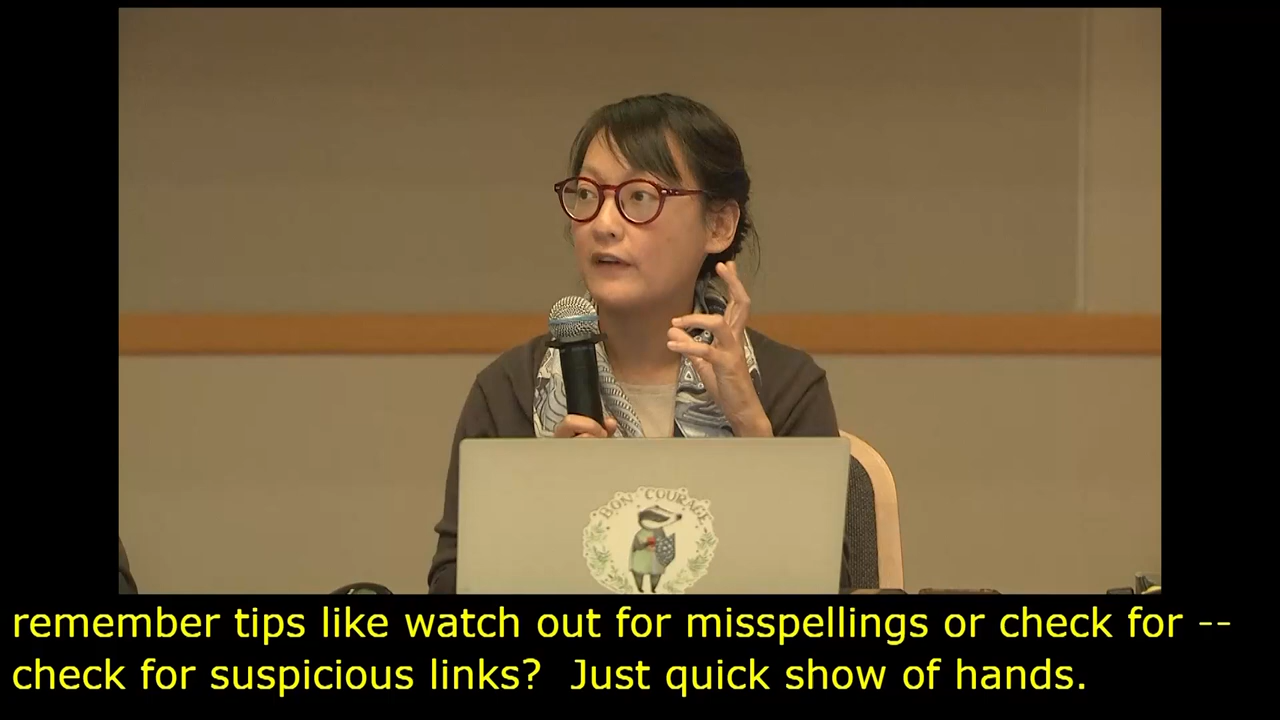 BON COURAGE
remember tips like watch out for misspellings or check for --
check for suspicious links?  Just quick show of hands.